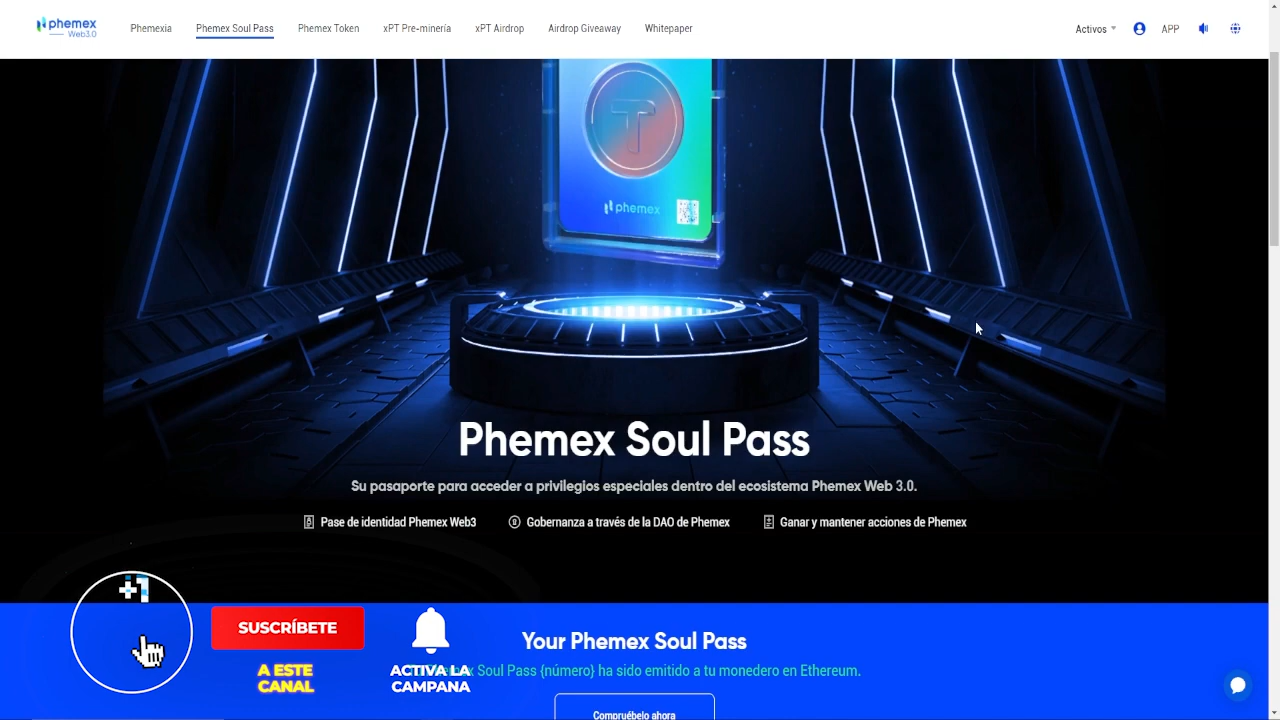 phemex
Web3.0
Phemexia
Phemex Soul Pass
Phemex Token
xPT Pre-minería
xPT Airdrop
Airdrop Giveaway
Whitepaper
Activos
APP
T
phemex
Phemex Soul Pass
Su pasaporte para acceder a privilegios especiales dentro del ecosistema Phemex Web 3.0.
Pase de identidad Phemex Web3
Gobernanza a través de la DAO de Phemex
Ganar y mantener acciones de Phemex
+1
SUSCRÍBETE
A ESTE
CANAL
ACTIVA LA
CAMPANA
Your Phemex Soul Pass
Soul Pass {número} ha sido emitido a tu monedero en Ethereum.
Compruébelo ahora